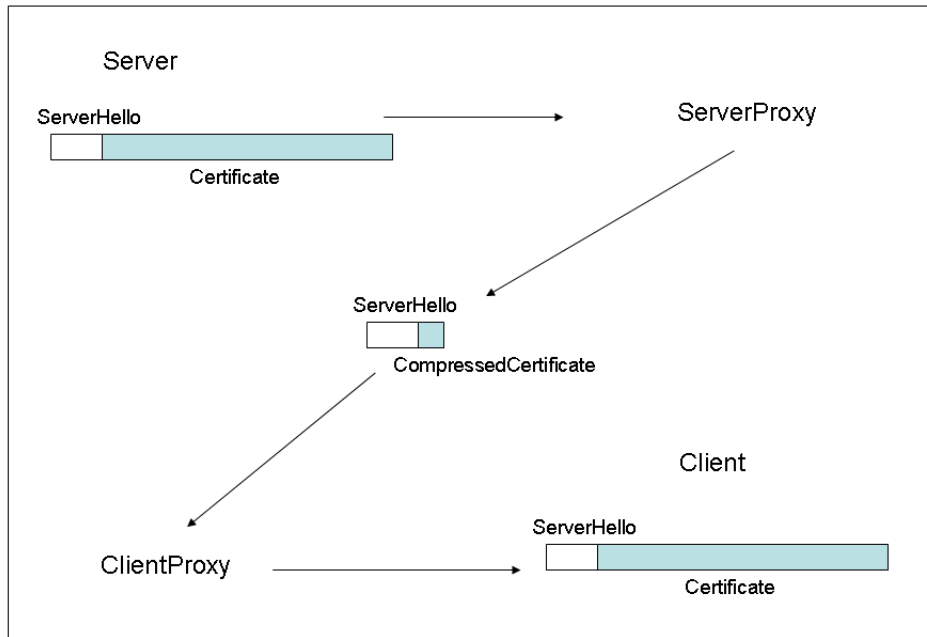 Server
ServerHello
ServerProxy
Certificate
ServerHello
CompressedCertificate
Client
ServerHello
ClientProxy
Certificate